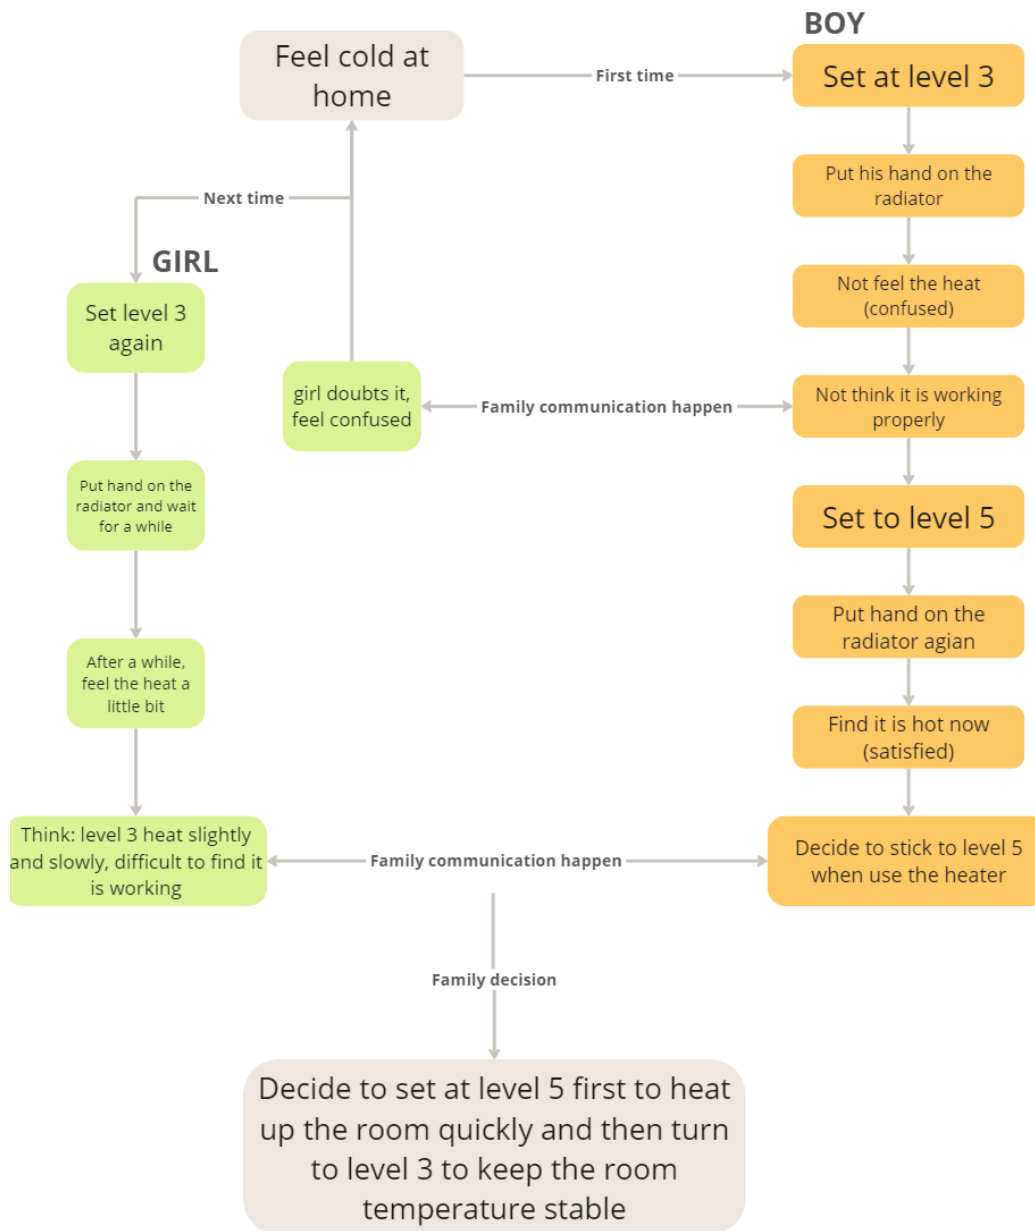 BOY
Feel cold at
home
First time
Set at level 3
Put his hand on the
radiator
Next time
GIRL
Not feel the heat
(confused)
Set level 3
again
girl doubts it,
feel confused
Family communication happen
Not think it is working
properly
Put hand on the
radiator and wait
for a while
Set to level 5
Put hand on the
radiator agian
After a while,
feel the heat a
little bit
Find it is hot now
(satisfied)
Think: level 3 heat slightly
and slowly, difficult to find it
is working
Family communication happen
Decide to stick to level 5
when use the heater
Family decision
Decide to set at level 5 first to heat
up the room quickly and then turn
to level 3 to keep the room
temperature stable